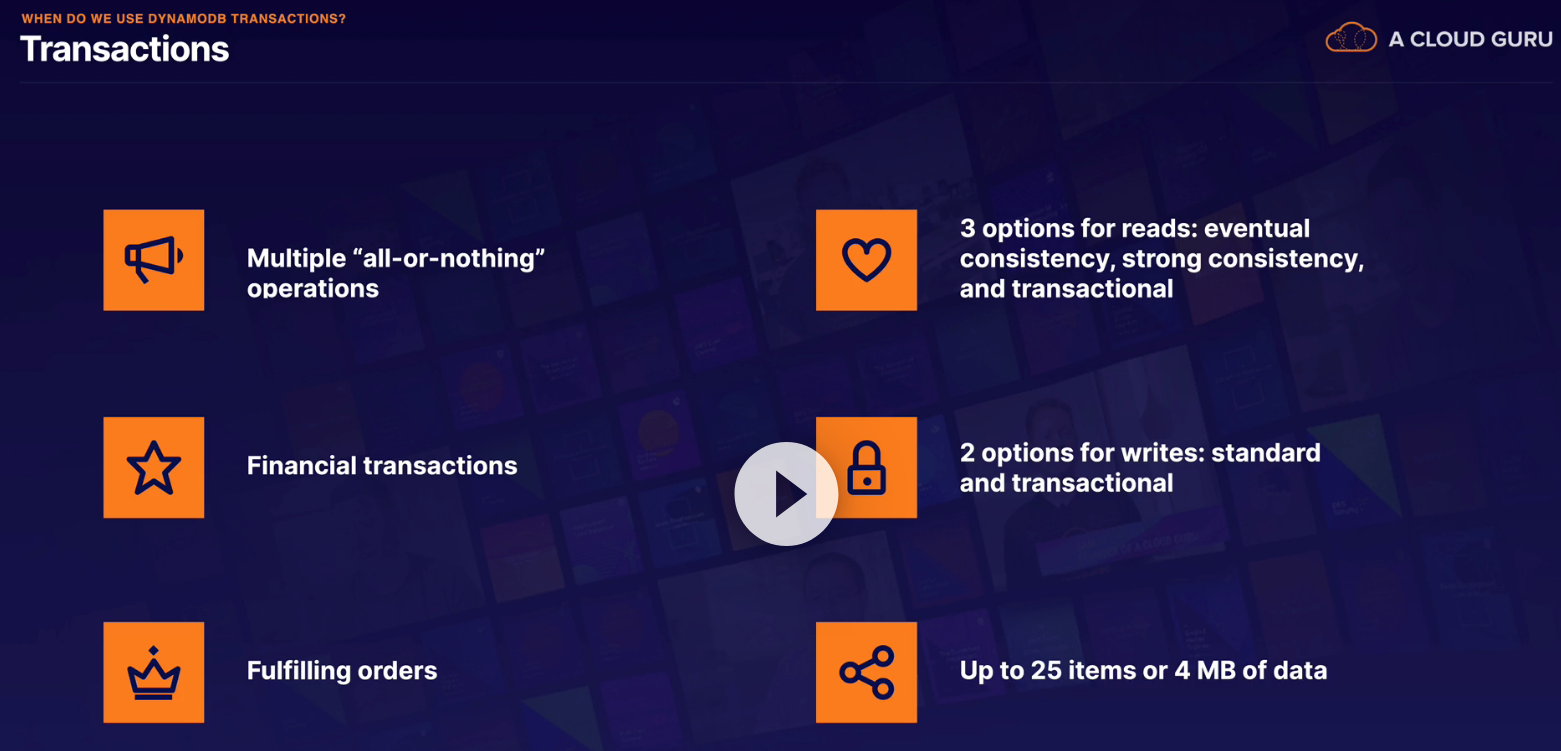 WHEN DO WE USE DYNAMODB TRANSACTIONS?
Transactions
A CLOUD GURU
Multiple “all-or-nothing”
operations
Financial transactions
Fulfilling orders
3 options for reads: eventual
consistency, strong consistency,
and transactional
2 options for writes: standard
and transactional
Up to 25 items or 4 MB of data